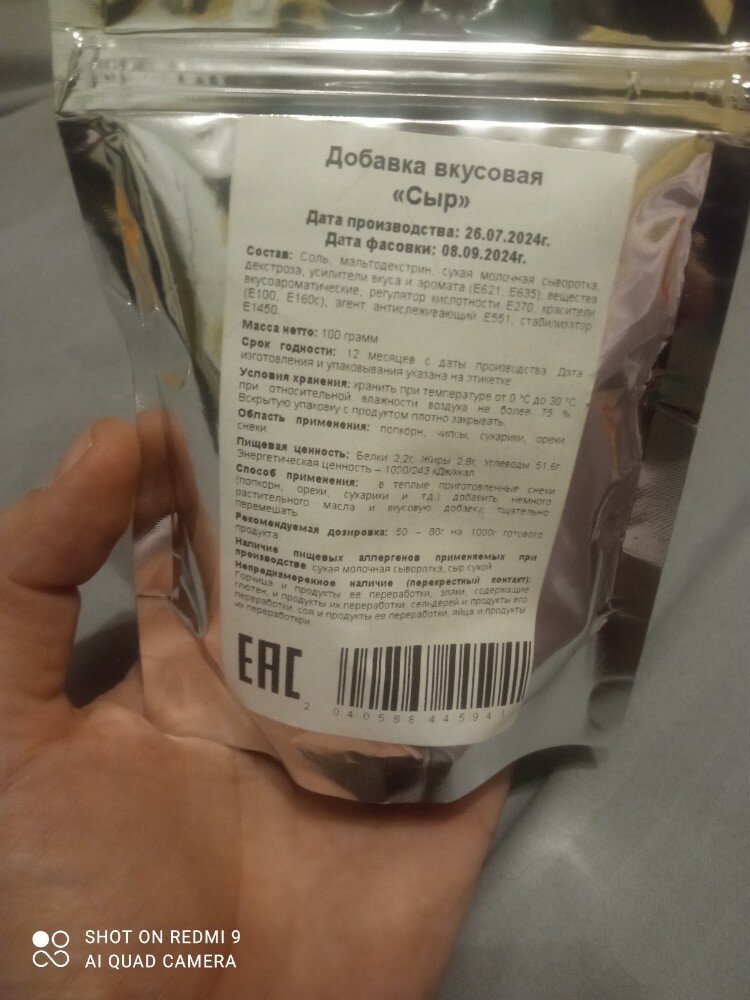 Добавка вкусовая
«Сыр»
Дата производства: 26.07.2024г.
Дата фасовки: 08.09.2024г.
Состав: Соль, мальтодекстрин, сухая молочная сыворотка,
декстроза, усилители вкуса и аромата (Е621, Е635), вещества
вкусоароматические, регулятор кислотности Е270, красители
(Е100, Е160с), агент антислеживающий Е551, стабилизатор
Е1450.
Масса нетто: 100 грамм
Срок годности: 12 месяцев с даты производства. Дата
изготовления и упаковывания указана на этикетке
Условия хранения: хранить при температуре от 0 °С до 30 °С
при относительной влажности воздуха не более 75 %
Вскрытую упаковку с продуктом плотно закрывать.
Область применения: попкорн, чипсы, сухарики, орехи,
снеки
Пищевая ценность: Белки 2,2г, Жиры 2,8г, углеводы 51,6г
Энергетическая ценность – 1030/243 кДж/ккал
Способ применения: в теплые приготовленные снеки
(попкорн, орехи, сухарики и т.д.) добавить немного
растительного масла и вкусовую добавку, тщательно
перемешать
Рекомендуемая дозировка: 50 – 80г на 1000г готового
продукта
Наличие пищевых аллергенов применяемых при
производстве сухая молочная сыворотка, сыр сухой
Непреднамеренное наличие (перекрестный контакт):
Горчица и продукты ее переработки, злаки, содержащие
глютен, и продукты их переработки, сельдерей и продукты его
переработки, соя и продукты ее переработки, яйца и продукты
их переработкри
ЕАС
2 040568 445941
SHOT ON REDMI 9
AI QUAD CAMERA